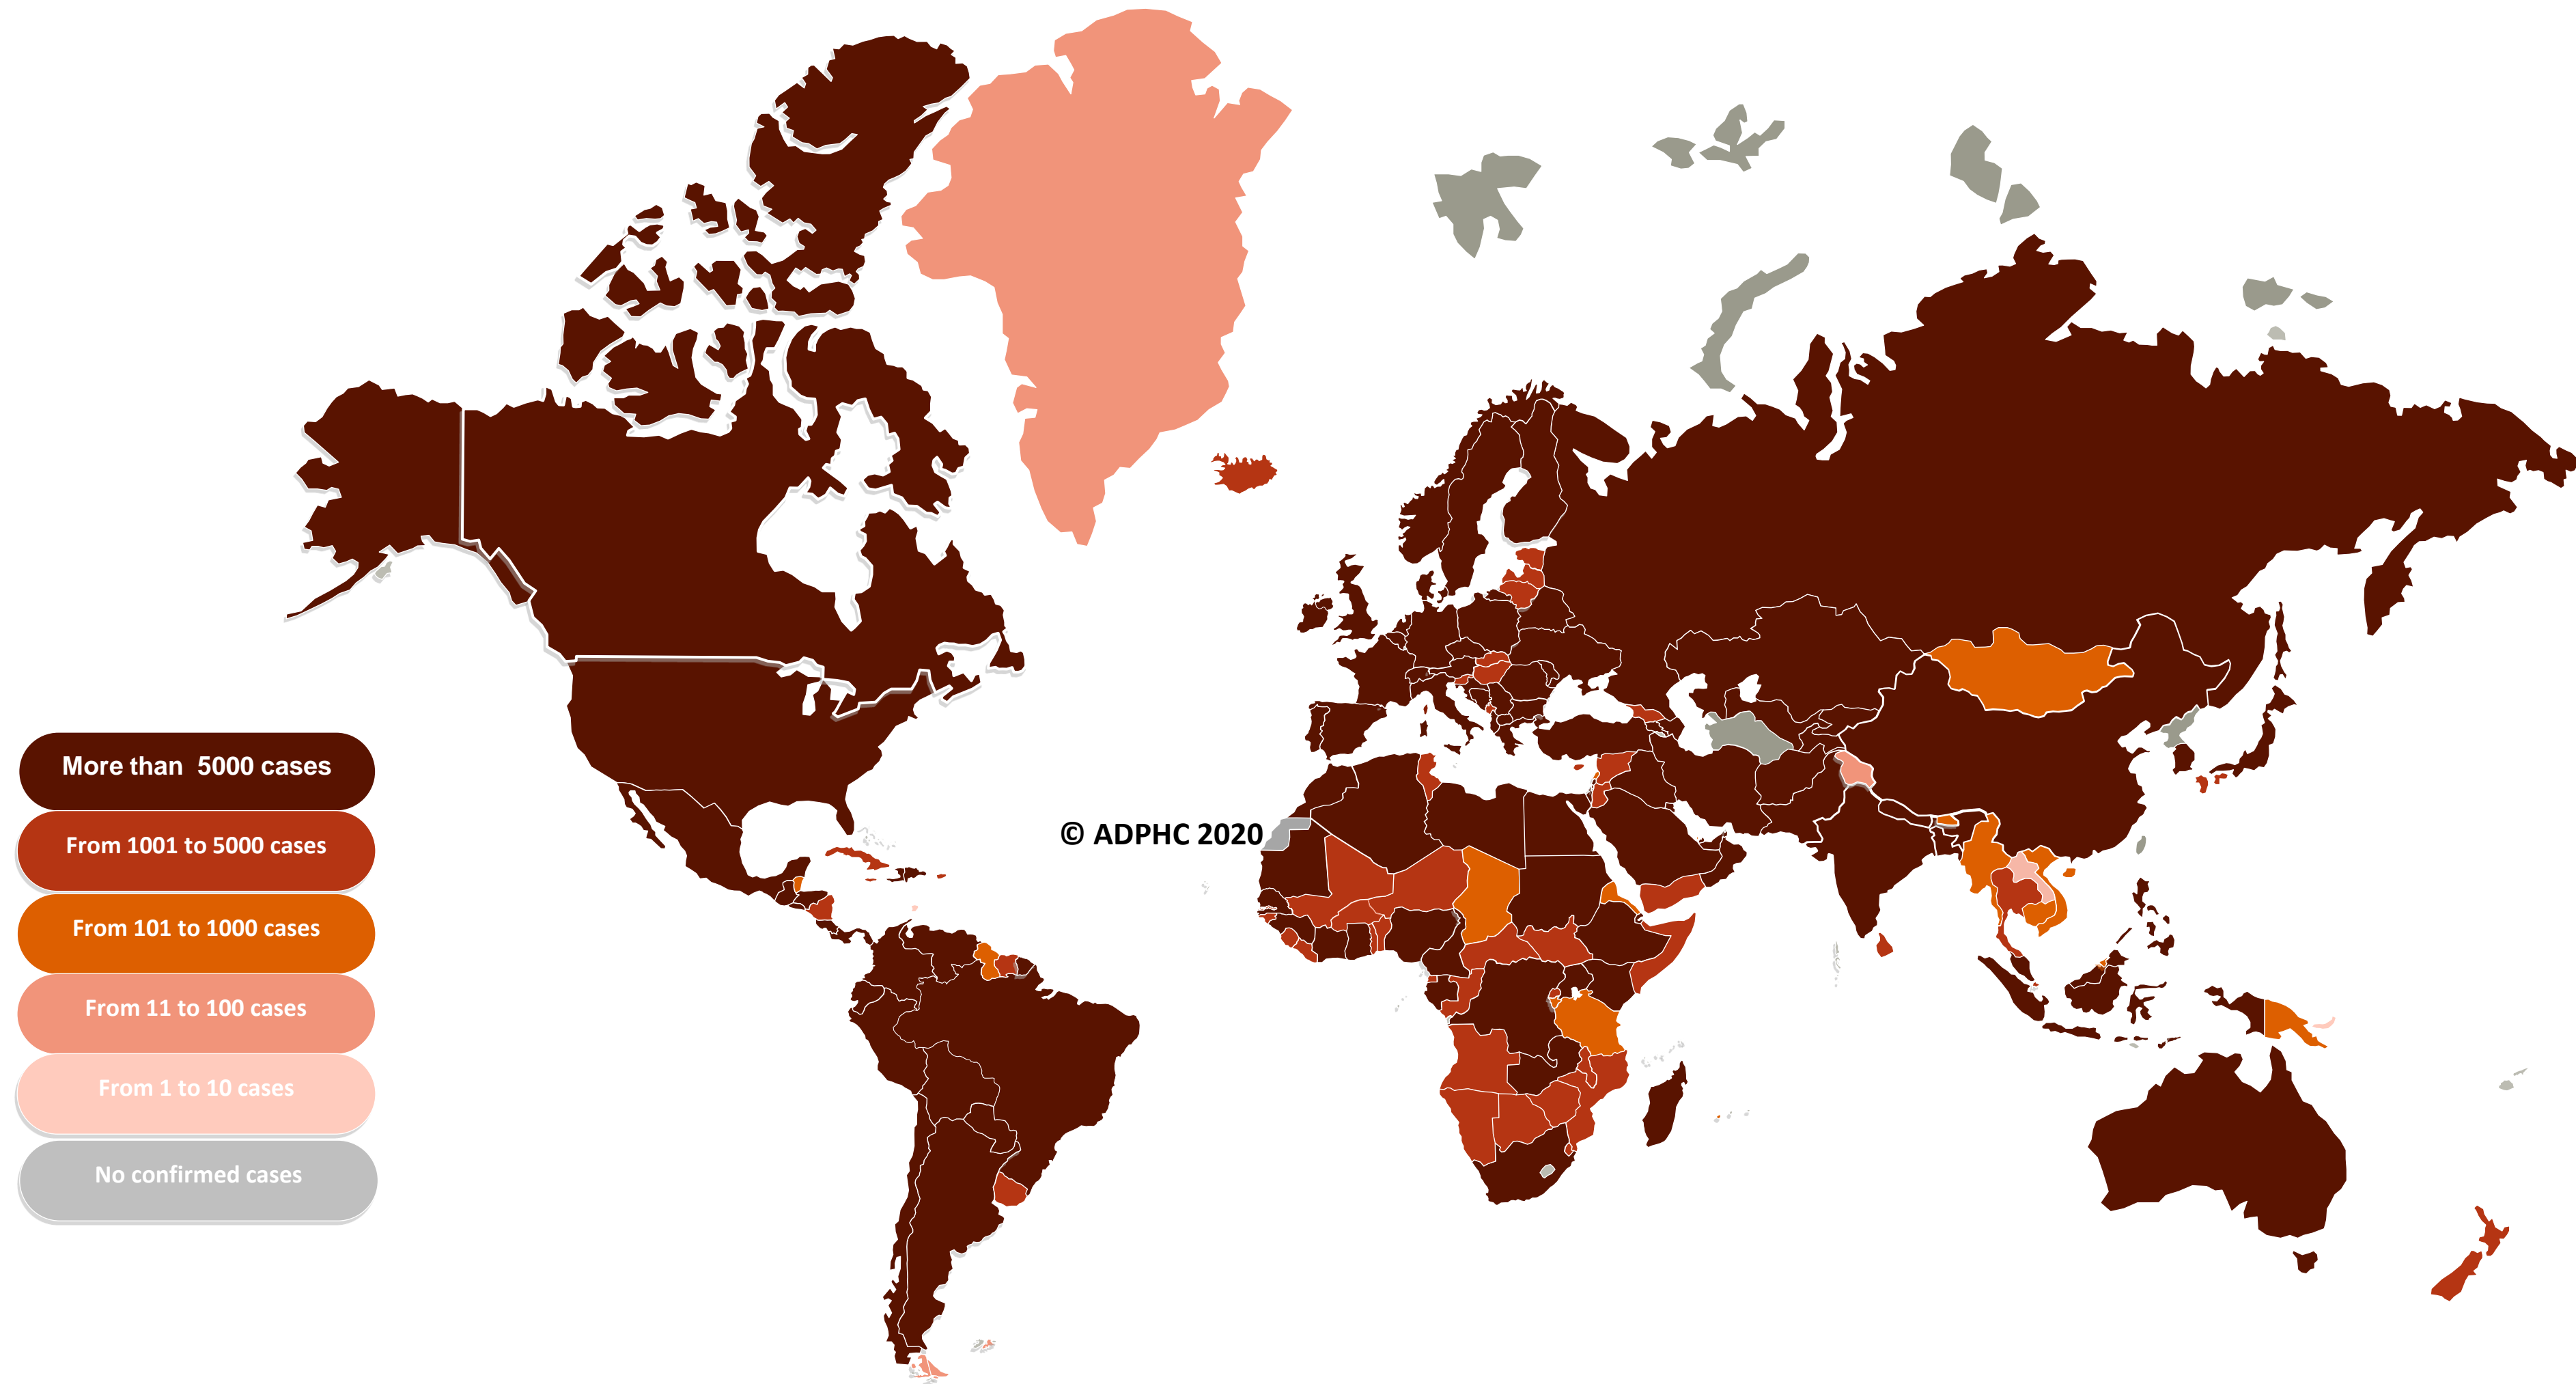 More than  5000 cases
From 1001 to 5000 cases
From 101 to 1000 cases
From 11 to 100 cases
From 1 to 10 cases
No confirmed cases
© ADPHC 2020